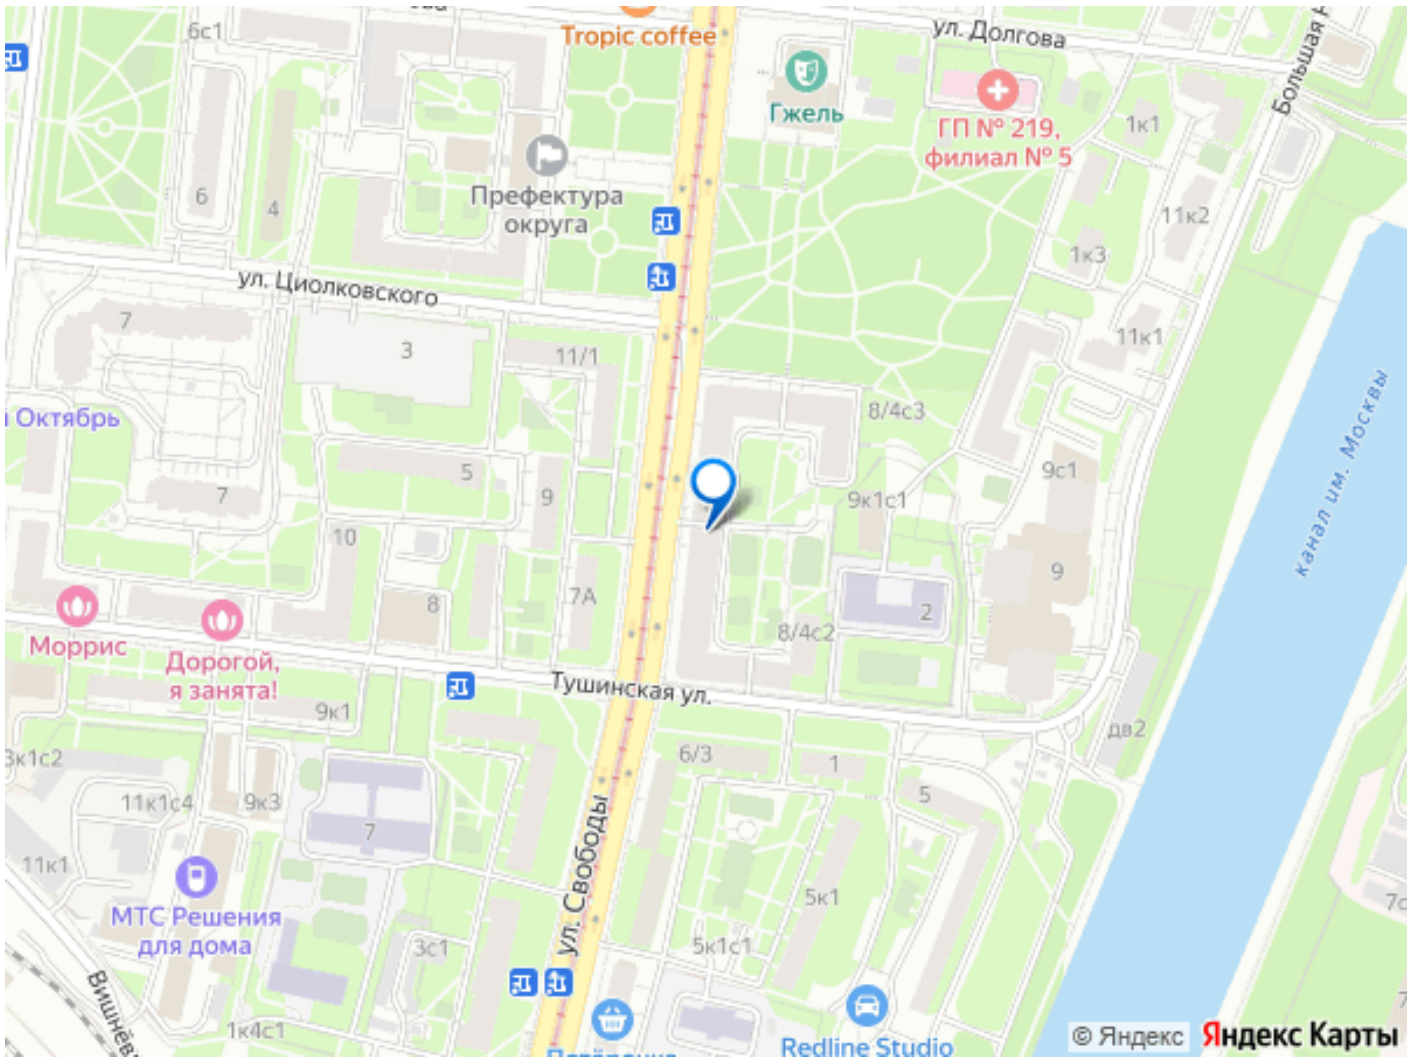 6с1
Tropic coffee
ул. Долгова
Большая
Гжель
ГП № 219,
филиал № 5
1к1
Префектура
округа
6
4
11к2
1к3
ул. Циолковского
7
3
11/1
11к1
Октябрь
8/4с3
5
9
7
9к1с1
9с1
10
канал им. Москвы
7А
8
2
9
8/4с2
Моррис
Дорогой,
я занята!
Тушинская ул.
9к1
дв2
3к1с2
6/3
1
11к1с4
9к3
5
7
ул. Свободы
11к1
5к1
МТС Решения
для дома
3с1
5к1с1
1к4с1
Redline Studio
© Яндекс
Яндекс Карты